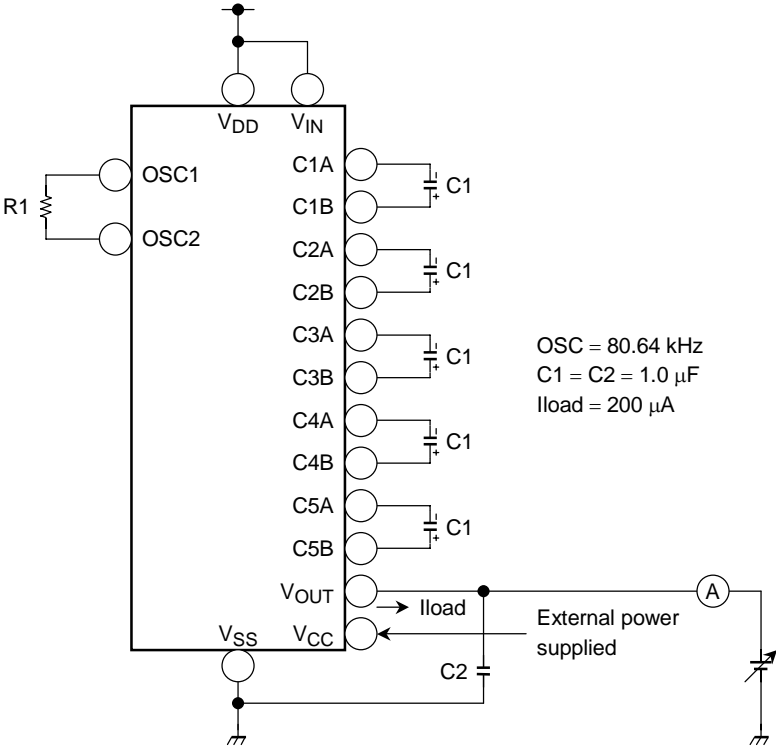 VDD
VIN
OSC1
R1
OSC2
C1A
C1
C1B
C2A
C1
C2B
C3A
C1
C3B
C4A
C1
C4B
C5A
C1
C5B
OSC = 80.64 kHz
C1 = C2 = 1.0 μF
Iload = 200 μA
VOUT
Iload
A
VSS
VCC
External power
supplied
C2